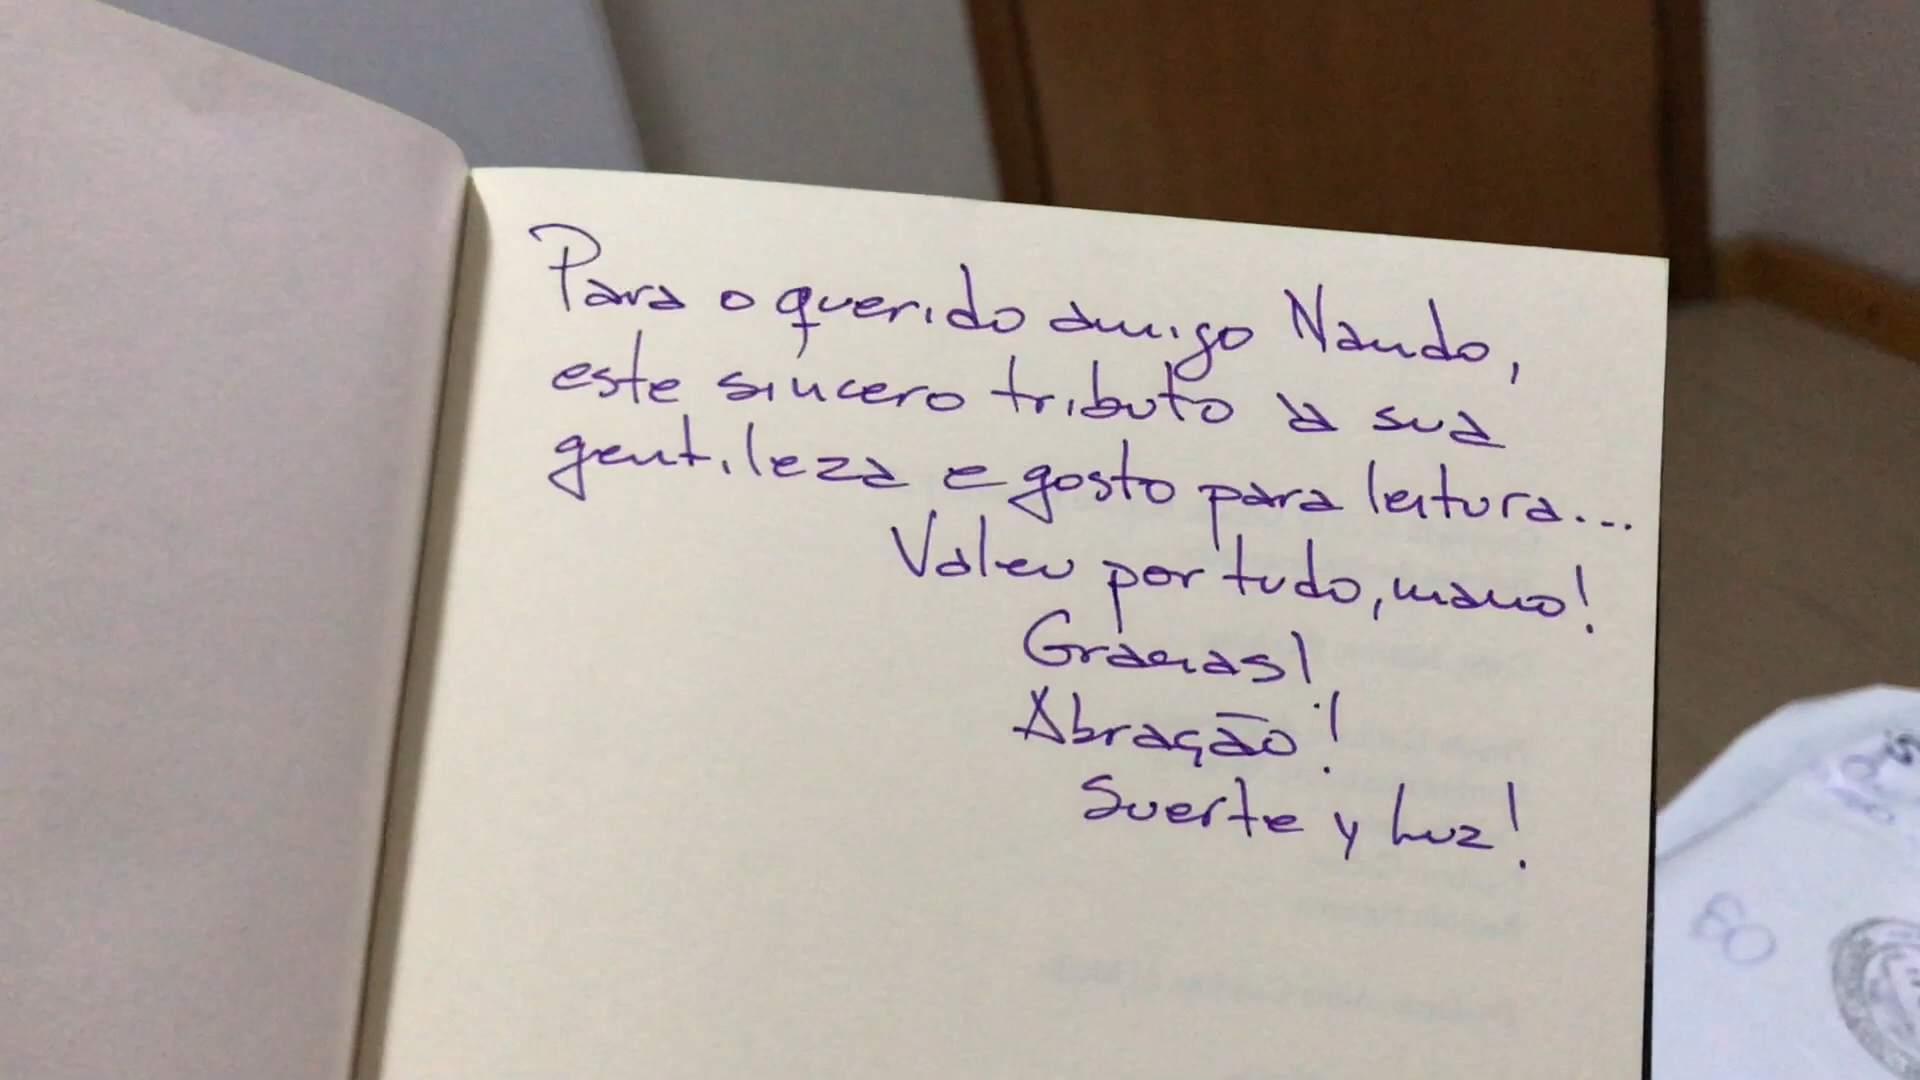 Para o querido amigo Nando,
este sincero tributo à sua
gentileza e gosto para leitura...
Valeu por tudo, mano!
Gracias!
Abração!
Suerte y Luz!